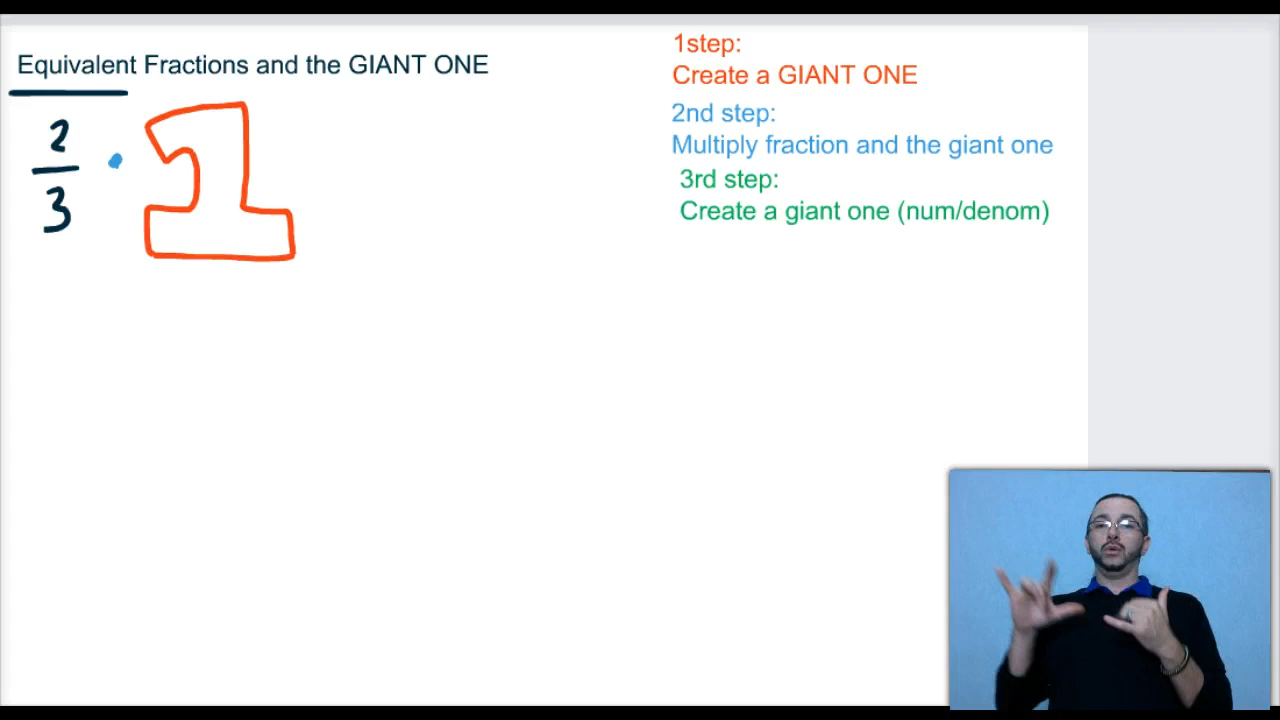 Equivalent Fractions and the GIANT ONE
2
3
·
1
1step:
Create a GIANT ONE
2nd step:
Multiply fraction and the giant one
3rd step:
Create a giant one (num/denom)